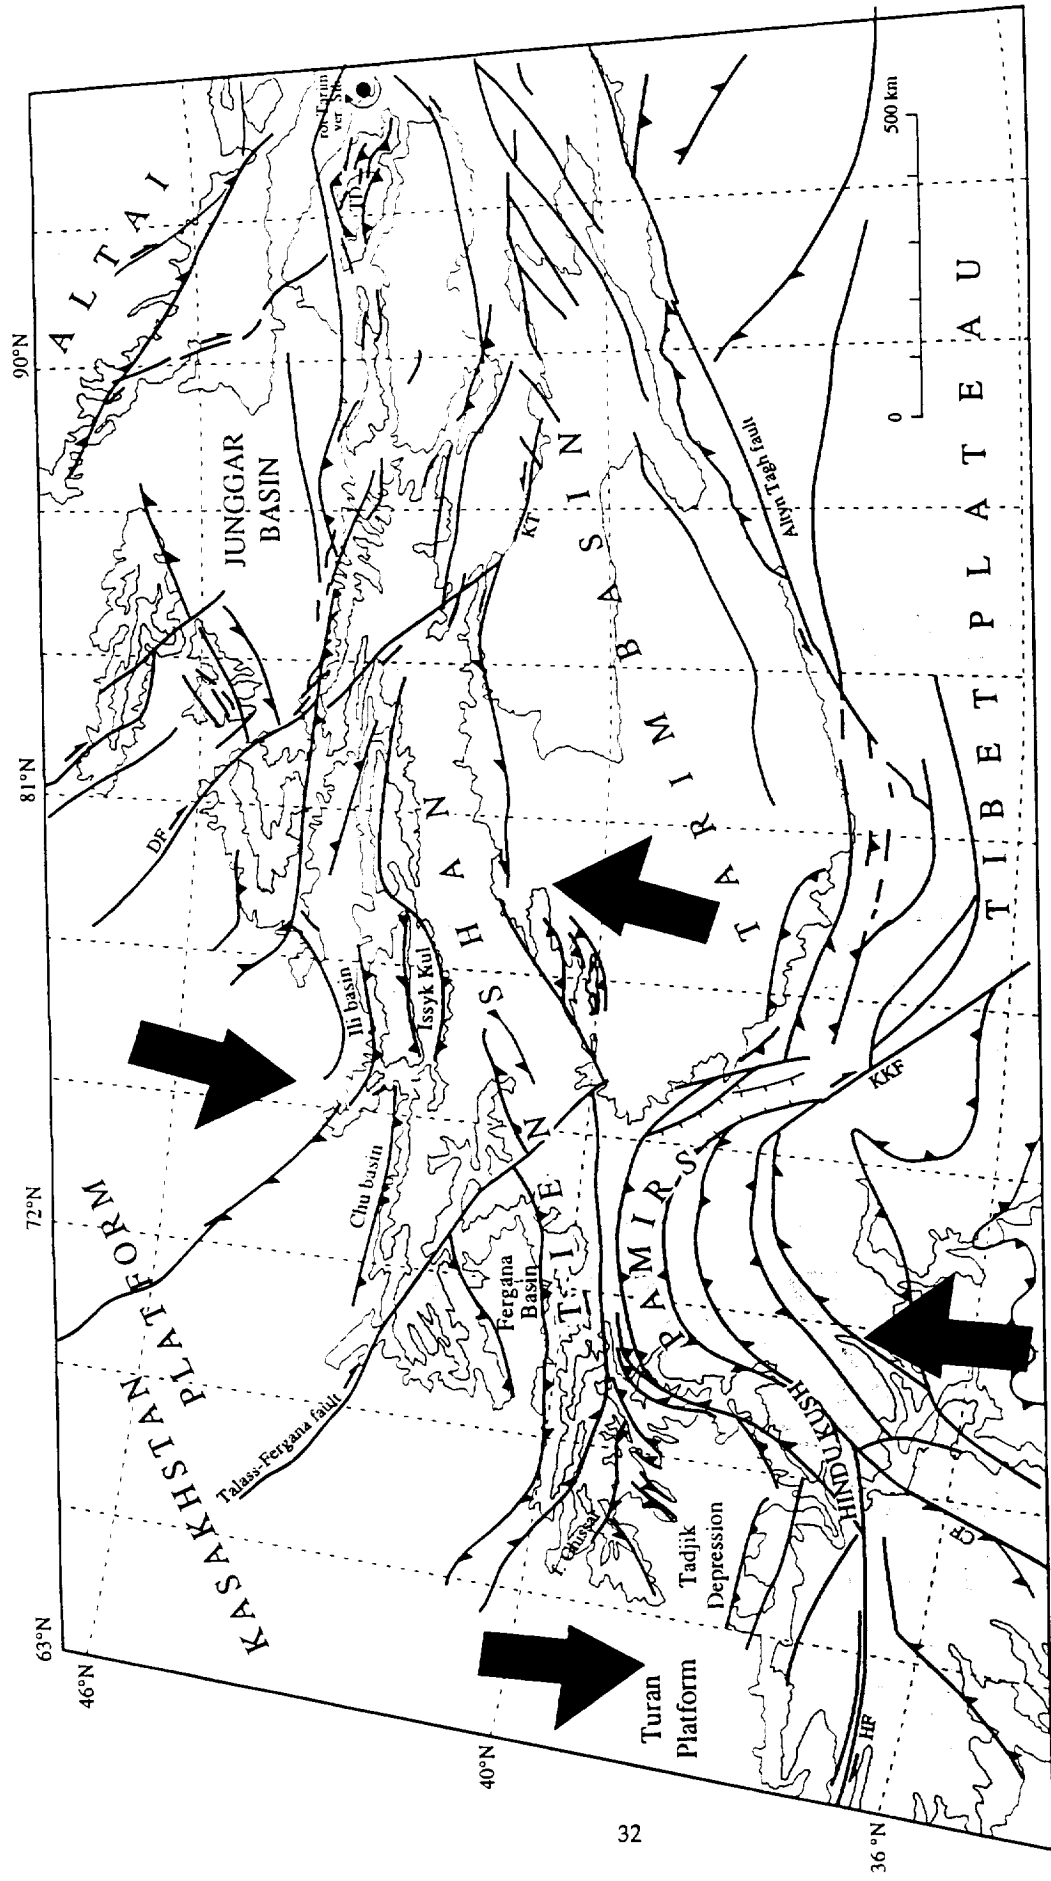 63°N
72°N
81°N
90°N
46°N
40°N
36 °N
KASAKHSTAN
PLATFORM
ALTAI
JUNGGAR
BASIN
DF
Talass-Fergana fault
Chu basin
Ili basin
Issyk Kul
TIEN SHAN
Fergana
Basin
KT
TARIM BASIN
Altyn Tagh fault
PAMIRS
Tadjik
Depression
Turan
Platform
HINDUKUSH
HF
CF
KKF
TIBET PLATEAU
0
500 km
32